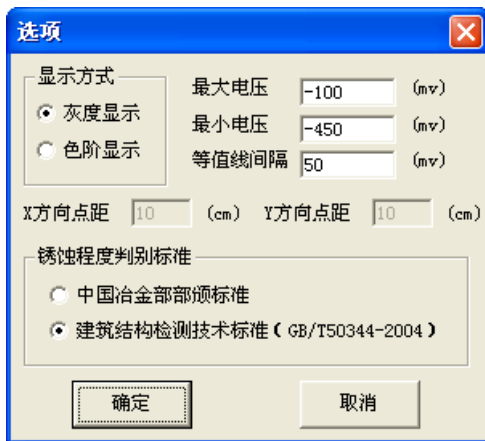 选项
显示方式
灰度显示
色阶显示
最大电压 -100 (mv)
最小电压 -450 (mv)
等值线间隔 50 (mv)
X方向点距 10 (cm) Y方向点距 10 (cm)
锈蚀程度判别标准
中国冶金部部颁标准
建筑结构检测技术标准(GB/T50344-2004)
确定 取消